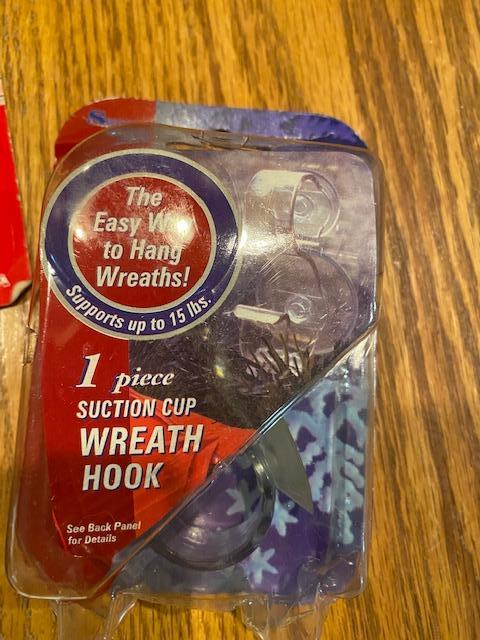 The
Easy
to Hang
Wreaths!
Supports up to 15 lbs.
1 piece
SUCTION CUP
WREATH
HOOK
See Back Panel
for Details